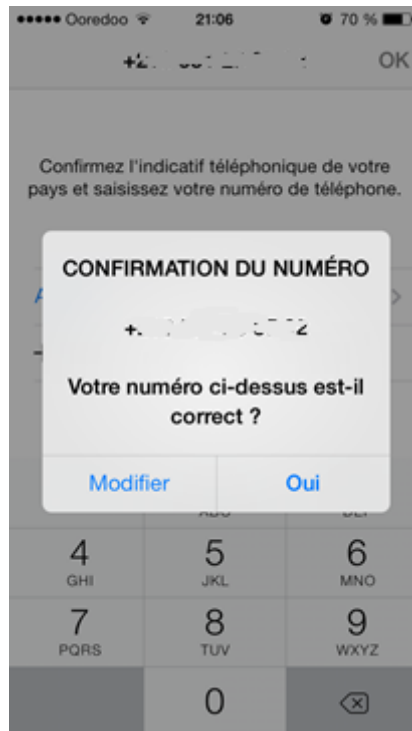 Ooredoo 21:06 70 %
OK
Confirmez l'indicatif téléphonique de votre
pays et saisissez votre numéro de téléphone.
CONFIRMATION DU NUMÉRO
Votre numéro ci-dessus est-il
correct ?
Modifier Oui
4 5 6
GHI JKL MNO
7 8 9
PQRS TUV WXYZ
0